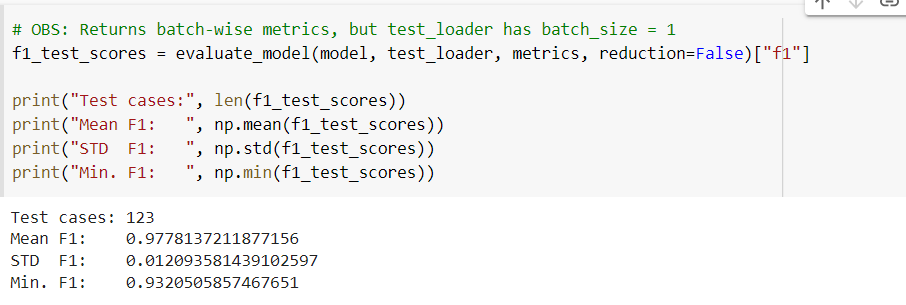 # OBS: Returns batch-wise metrics, but test_loader has batch_size = 1
f1_test_scores = evaluate_model(model, test_loader, metrics, reduction=False)["f1"]
print("Test cases:", len(f1_test_scores))
print("Mean F1:   ", np.mean(f1_test_scores))
print("STD  F1:   ", np.std(f1_test_scores))
print("Min. F1:   ", np.min(f1_test_scores))
Test cases: 123
Mean F1:    0.9778137211877156
STD  F1:    0.012093581439102597
Min. F1:    0.9320505857467651